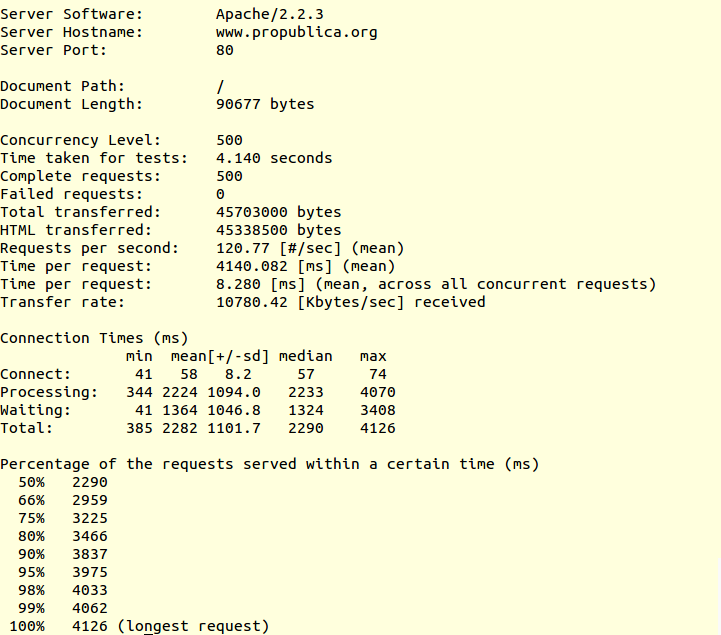 Server Software:        Apache/2.2.3
Server Hostname:        www.propublica.org
Server Port:            80

Document Path:          /
Document Length:        90677 bytes

Concurrency Level:      500
Time taken for tests:   4.140 seconds
Complete requests:      500
Failed requests:        0
Total transferred:      45703000 bytes
HTML transferred:       45338500 bytes
Requests per second:    120.77 [#/sec] (mean)
Time per request:       4140.082 [ms] (mean)
Time per request:       8.280 [ms] (mean, across all concurrent requests)
Transfer rate:          10780.42 [Kbytes/sec] received

Connection Times (ms)
              min  mean[+/-sd] median   max
Connect:       41   58   8.2     57      74
Processing:   344 2224 1094.0   2233    4070
Waiting:       41 1364 1046.8   1324    3408
Total:        385 2282 1101.7   2290    4126

Percentage of the requests served within a certain time (ms)
  50%   2290
  66%   2959
  75%   3225
  80%   3466
  90%   3837
  95%   3975
  98%   4033
  99%   4062
 100%   4126 (longest request)